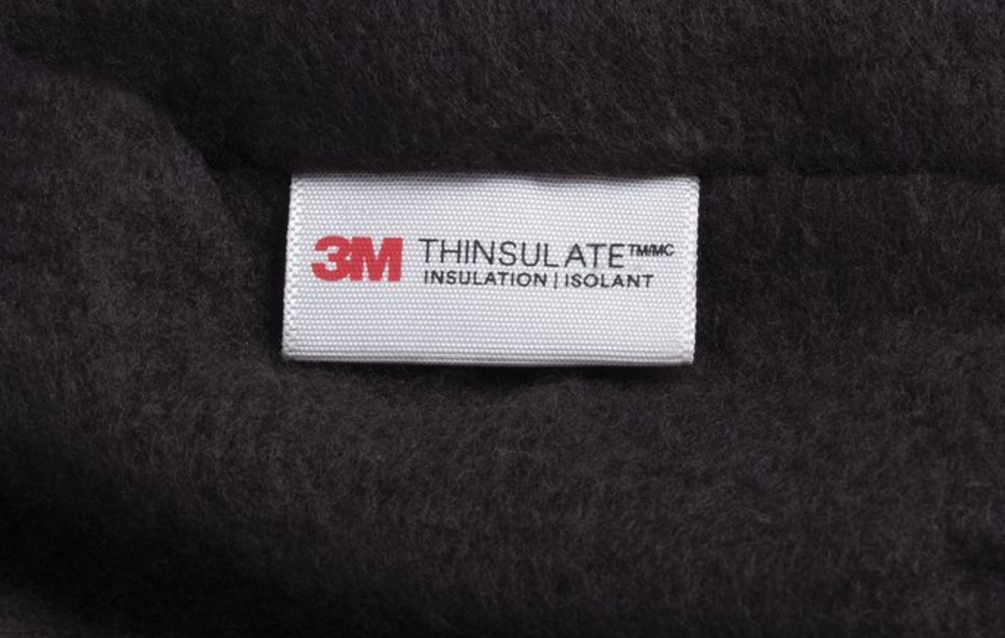 3M THINSULATE™/MC
INSULATION | ISOLANT